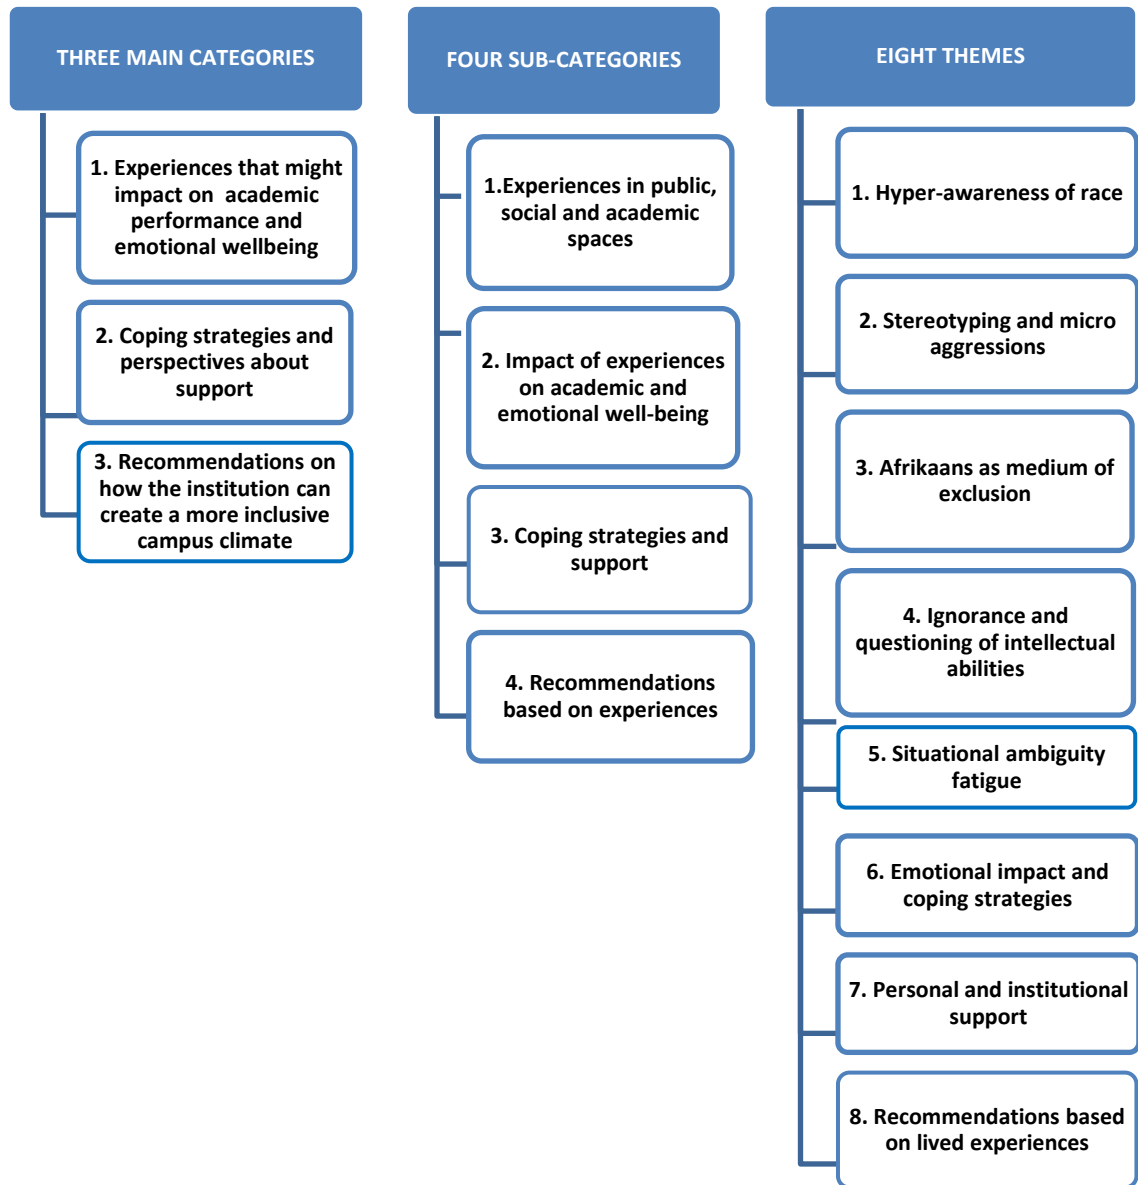 THREE MAIN CATEGORIES
1. Experiences that might
impact on academic
performance and
emotional wellbeing
2. Coping strategies and
perspectives about
support
3. Recommendations on
how the institution can
create a more inclusive
campus climate
FOUR SUB-CATEGORIES
1.Experiences in public,
social and academic
spaces
2. Impact of experiences
on academic and
emotional well-being
3. Coping strategies and
support
4. Recommendations
based on experiences
EIGHT THEMES
1. Hyper-awareness of race
2. Stereotyping and micro
aggressions
3. Afrikaans as medium of
exclusion
4. Ignorance and
questioning of intellectual
abilities
5. Situational ambiguity
fatigue
6. Emotional impact and
coping strategies
7. Personal and institutional
support
8. Recommendations based
on lived experiences